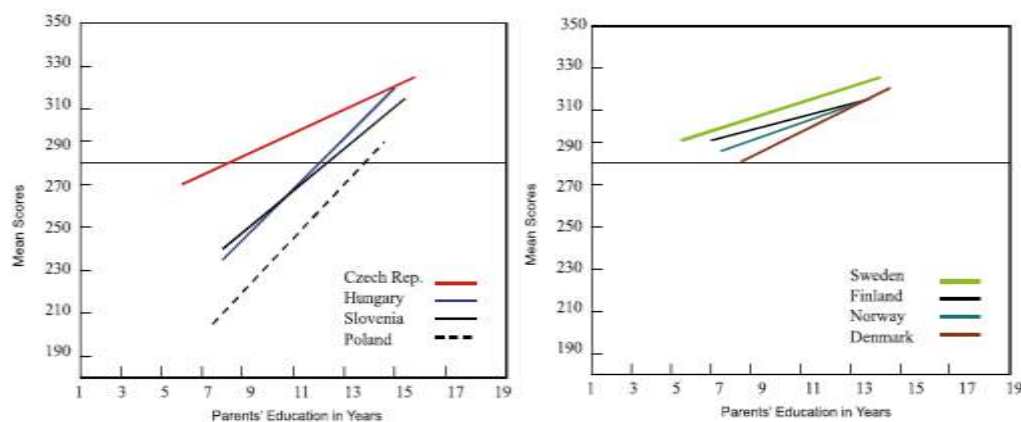 350
330
310
290
270
250
230
210
190
Mean Scores
Czech Rep.
Hungary
Slovenia
Poland
1 3 5 7 9 11 13 15 17 19
Parents' Education in Years
350
330
310
290
270
250
230
210
190
Mean Scores
Sweden
Finland
Norway
Denmark
1 3 5 7 9 11 13 15 17 19
Parents' Education in Years